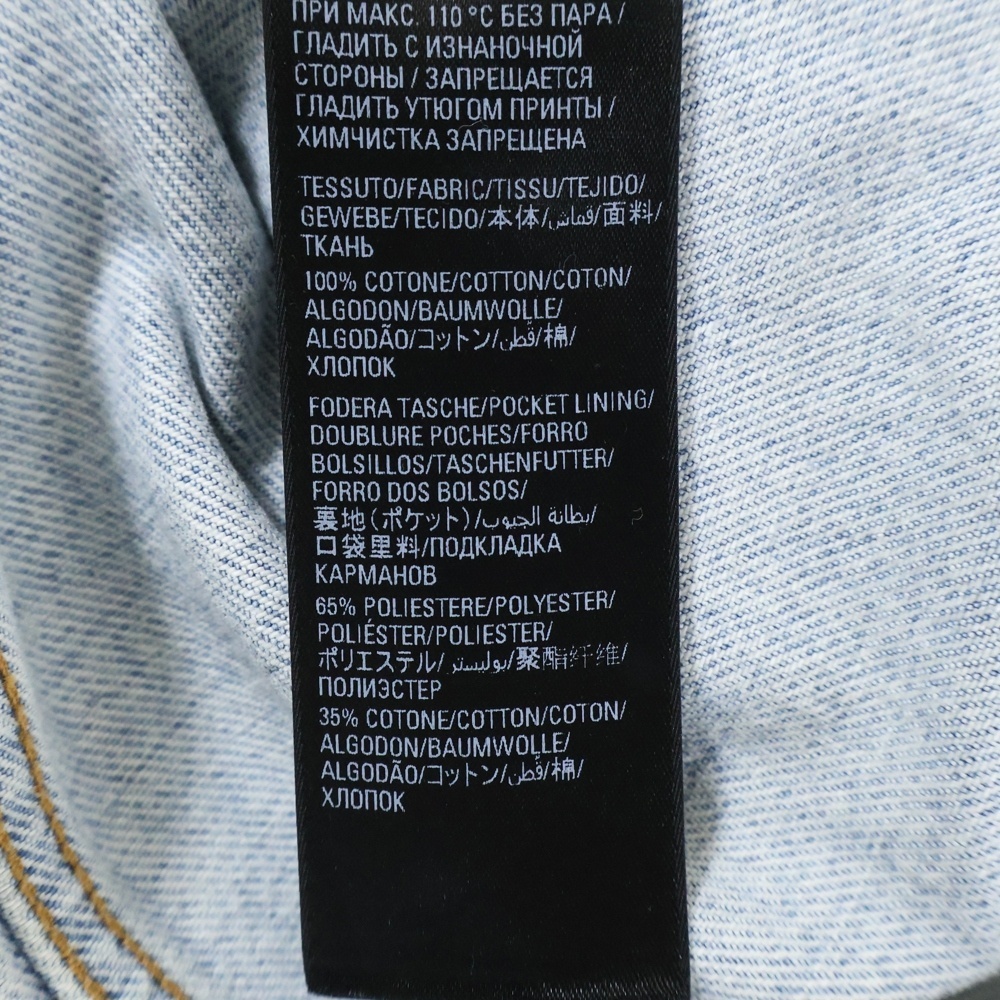 ПРИ МАКС. 110 °C БЕЗ ПАРА /
ГЛАДИТЬ С ИЗНАНОЧНОЙ
СТОРОНЫ / ЗАПРЕЩАЕТСЯ
ГЛАДИТЬ УТЮГОМ ПРИНТЫ /
ХИМЧИСТКА ЗАПРЕЩЕНА
TESSUTO/FABRIC/TISSU/TEJIDO/
GEWEBE/TECIDO/本体/قماش/面料/
ТКАНЬ
100% COTONE/COTTON/COTON/
ALGODON/BAUMWOLLE/
ALGODÃO/コットン/قطن/棉/
ХЛОПОК
FODERA TASCHE/POCKET LINING/
DOUBLURE POCHES/FORRO
BOLSILLOS/TASCHENFUTTER/
FORRO DOS BOLSOS/
裏地(ポケット)/بطانة الجيوب/
口袋里料/ПОДКЛАДКА
КАРМАНОВ
65% POLIESTERE/POLYESTER/
POLIÉSTER/POLIESTER/
ポリエステル/بوليستر/聚酯纤维/
ПОЛИЭСТЕР
35% COTONE/COTTON/COTON/
ALGODON/BAUMWOLLE/
ALGODÃO/コットン/قطن/棉/
ХЛОПОК